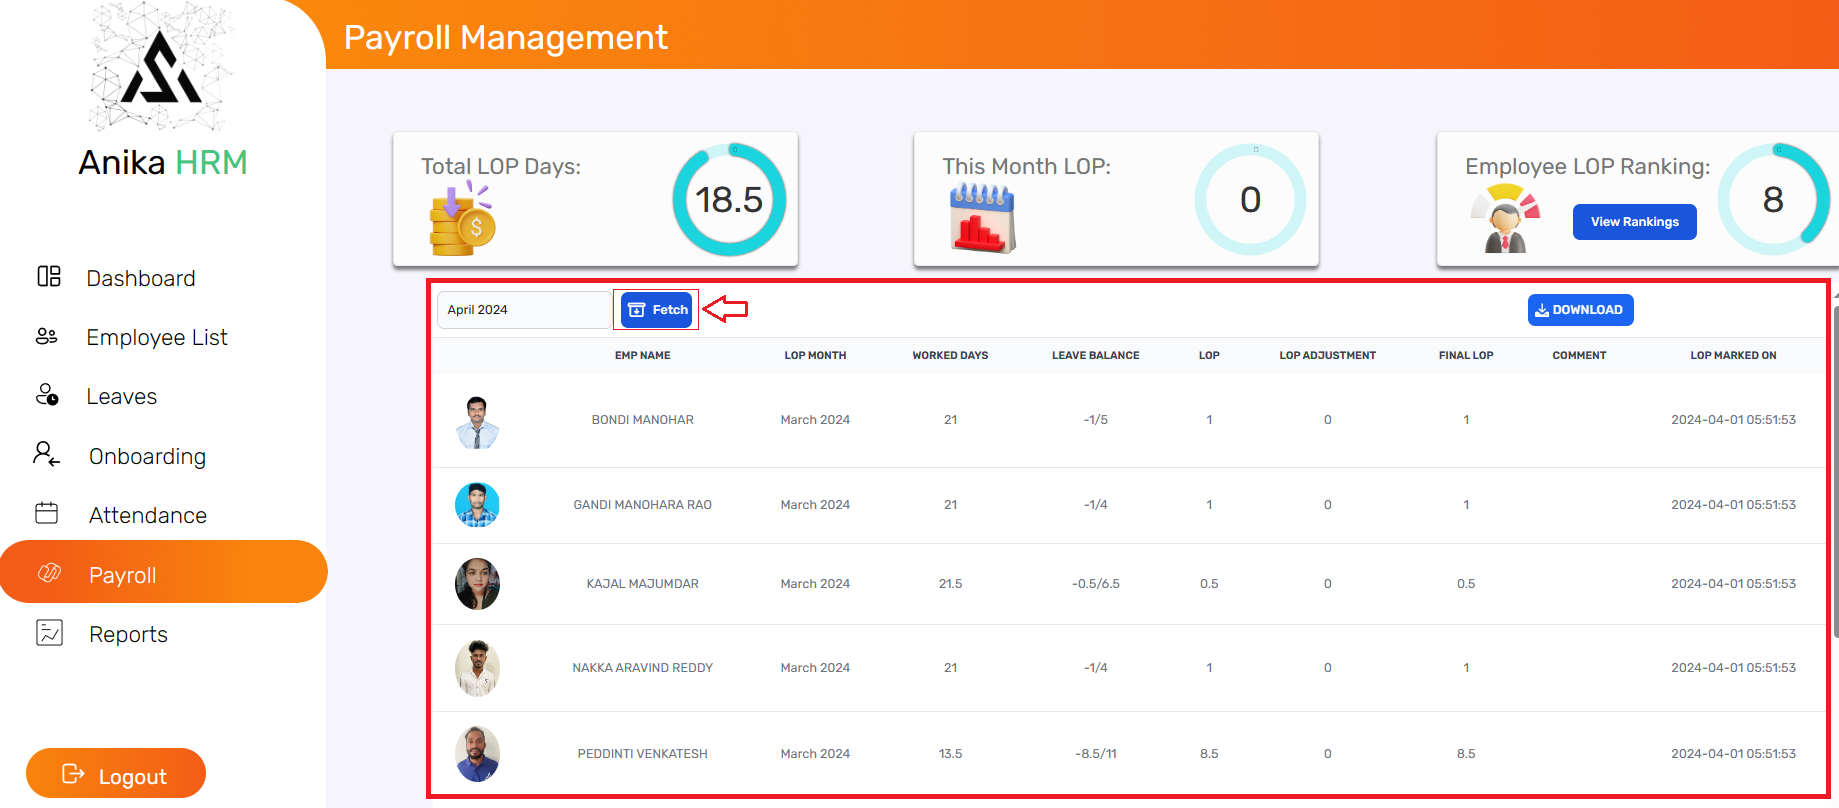 Anika HRM
Dashboard
Employee List
Leaves
Onboarding
Attendance
Payroll
Reports
Logout
Payroll Management
Total LOP Days:
18.5
This Month LOP:
0
Employee LOP Ranking:
View Rankings
8
April 2024
Fetch
DOWNLOAD
EMP NAME LOP MONTH WORKED DAYS LEAVE BALANCE LOP LOP ADJUSTMENT FINAL LOP COMMENT LOP MARKED ON
BONDI MANOHAR March 2024 21 -1/5 1 0 1 2024-04-01 05:51:53
GANDI MANOHARA RAO March 2024 21 -1/4 1 0 1 2024-04-01 05:51:53
KAJAL MAJUMDAR March 2024 21.5 -0.5/6.5 0.5 0 0.5 2024-04-01 05:51:53
NAKKA ARAVIND REDDY March 2024 21 -1/4 1 0 1 2024-04-01 05:51:53
PEDDINTI VENKATESH March 2024 13.5 -8.5/11 8.5 0 8.5 2024-04-01 05:51:53